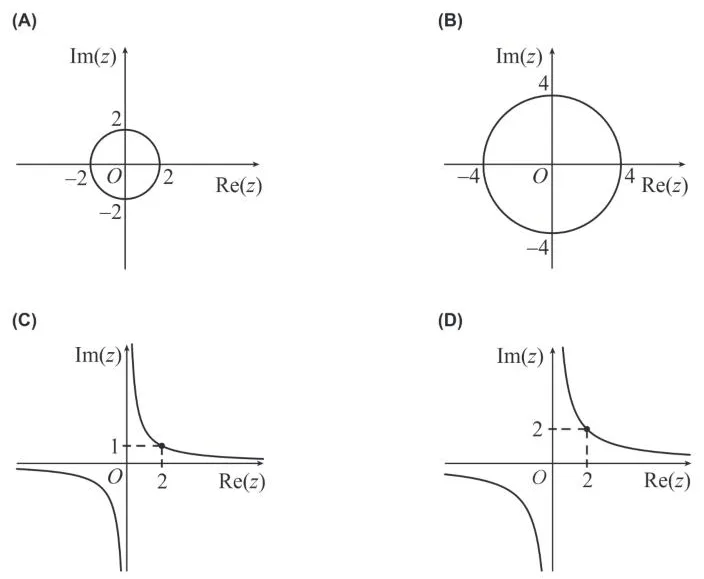 (A)
Im(z)
2
−2 O 2
Re(z)
−2
(B)
Im(z)
4
−4 O 4 Re(z)
−4
(C)
Im(z)
1
O 2 Re(z)
(D)
Im(z)
2
O 2 Re(z)